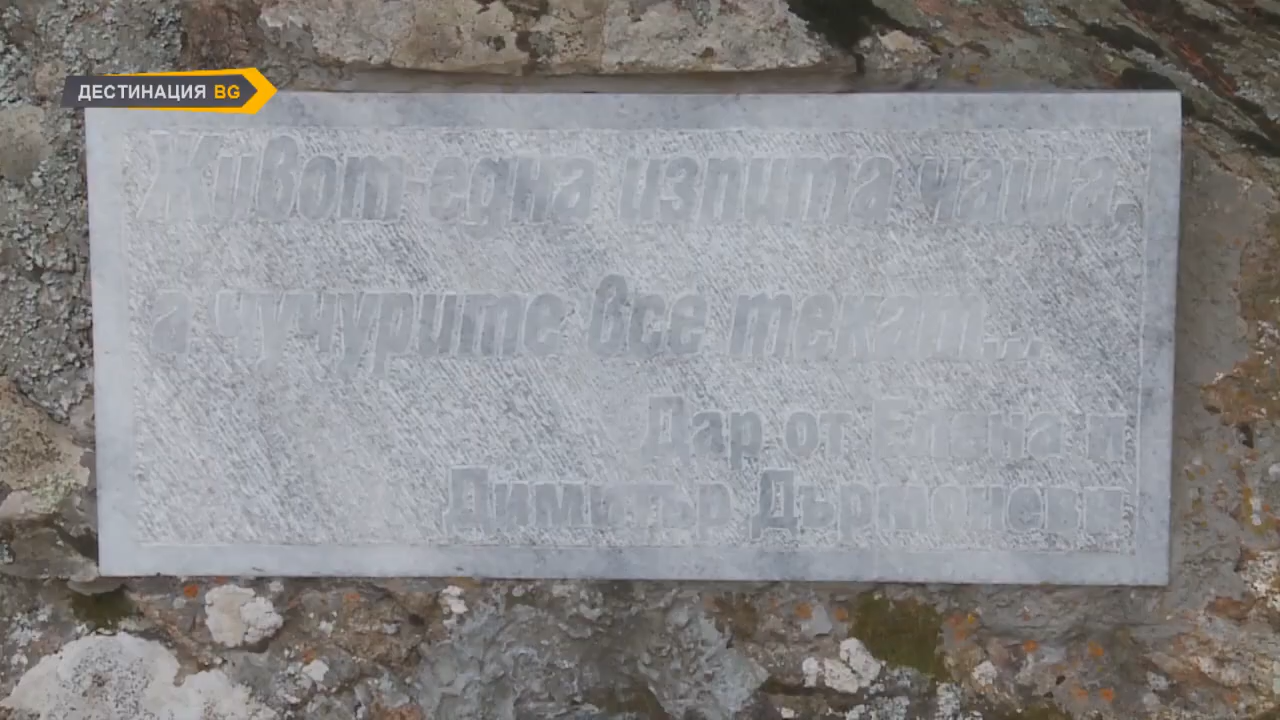 ДЕСТИНАЦИЯ BG
Живот-една изпита чаша,
а чучурите все текат...
Дар от Елена и
Димитър Дърмоневи